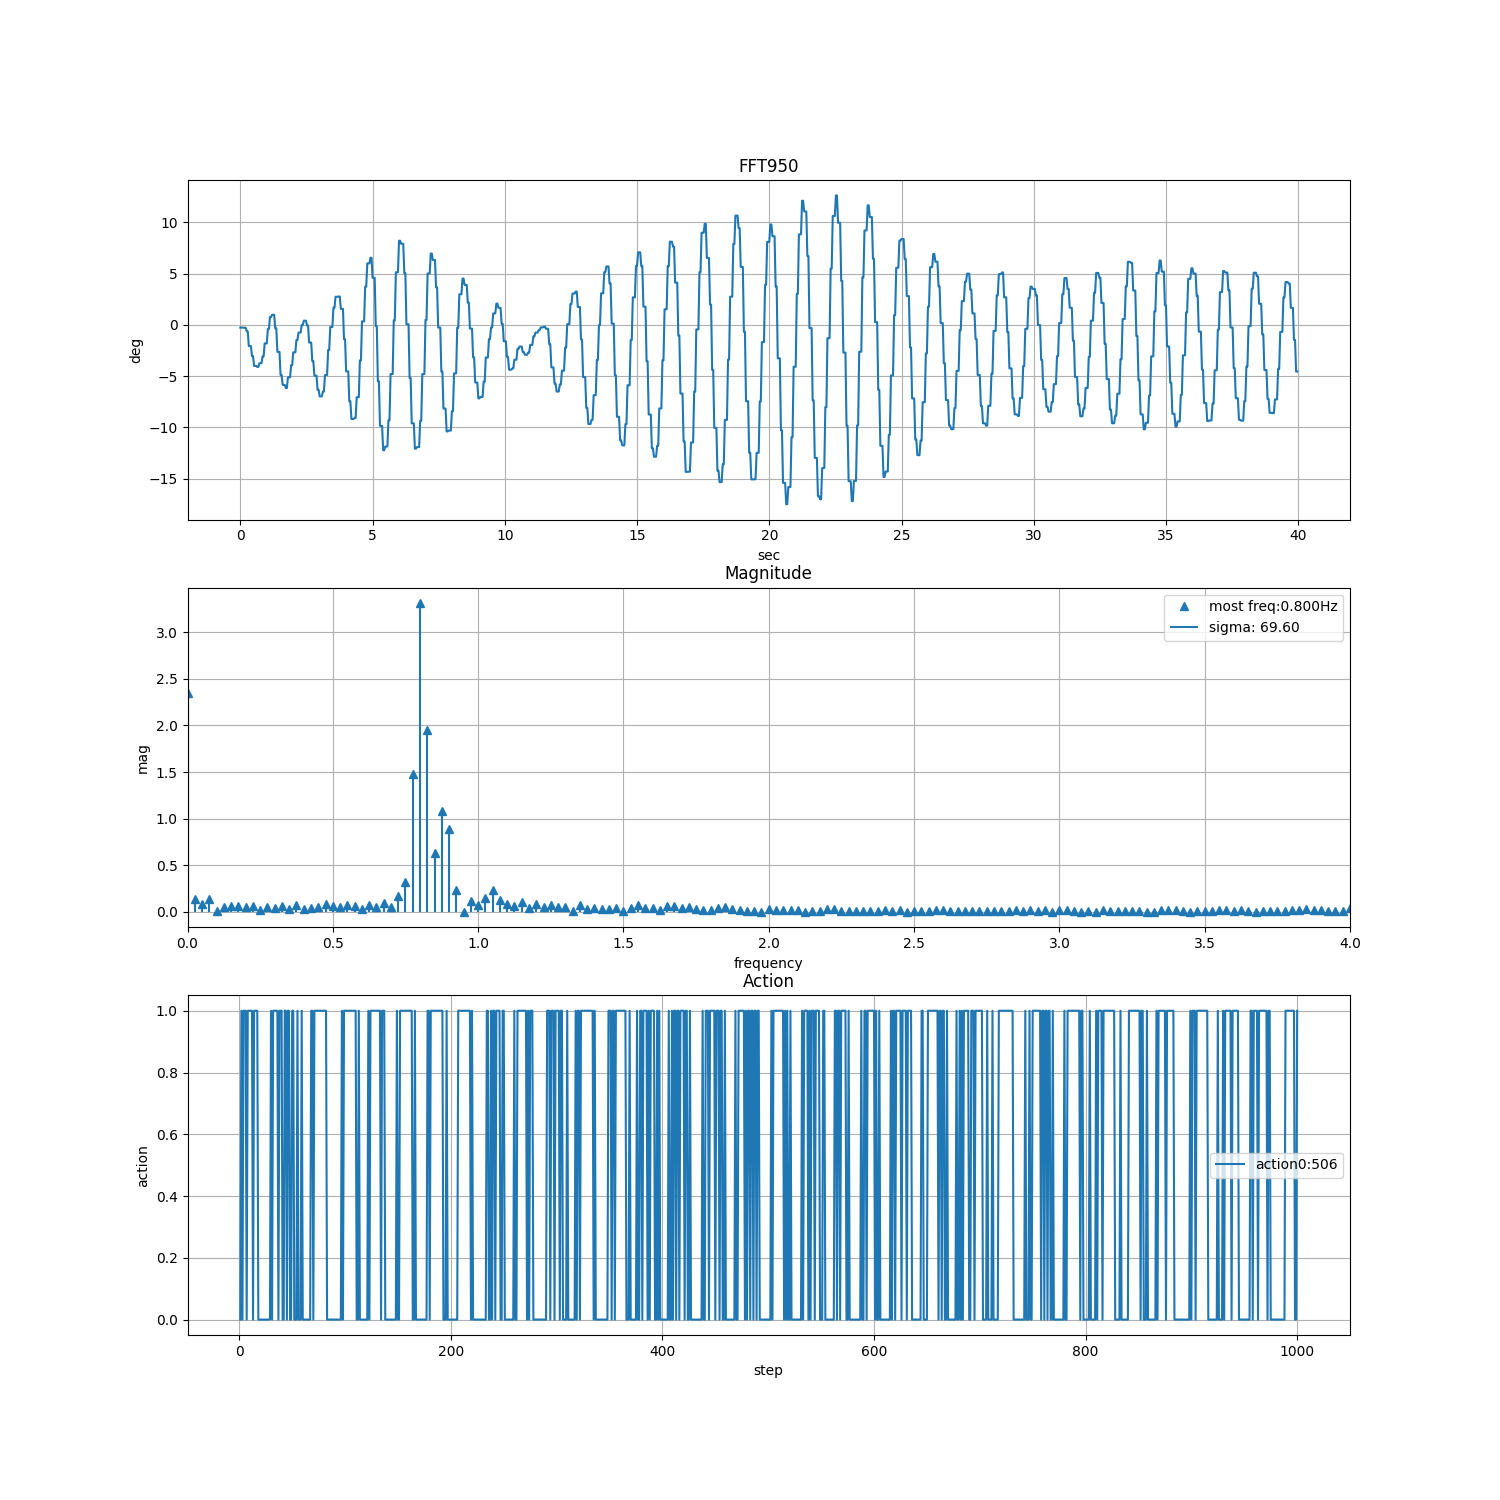 FFT950
10
5
0
−5
−10
−15
deg
0 5 10 15 20 25 30 35 40
sec
Magnitude
most freq:0.800Hz
sigma: 69.60
3.0
2.5
2.0
1.5
1.0
0.5
0.0
mag
0.0 0.5 1.0 1.5 2.0 2.5 3.0 3.5 4.0
frequency
Action
1.0
0.8
0.6
0.4
0.2
0.0
action
action0:506
0 200 400 600 800 1000
step